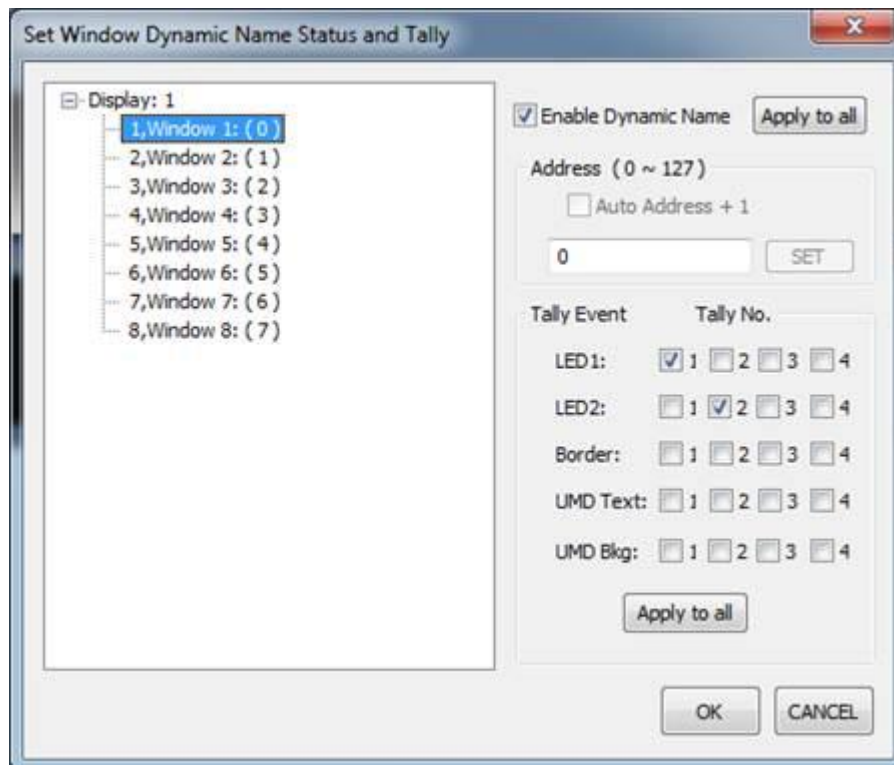 Set Window Dynamic Name Status and Tally
Display: 1
1,Window 1: ( 0 )
2,Window 2: ( 1 )
3,Window 3: ( 2 )
4,Window 4: ( 3 )
5,Window 5: ( 4 )
6,Window 6: ( 5 )
7,Window 7: ( 6 )
8,Window 8: ( 7 )
Enable Dynamic Name Apply to all
Address ( 0 ~ 127 )
Auto Address + 1
0 SET
Tally Event Tally No.
LED1: 1 2 3 4
LED2: 1 2 3 4
Border: 1 2 3 4
UMD Text: 1 2 3 4
UMD Bkg: 1 2 3 4
Apply to all
OK CANCEL